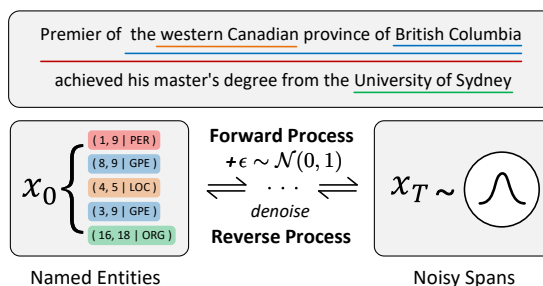 Premier of the western Canadian province of British Columbia
achieved his master's degree from the University of Sydney
x₀
( 1, 9 | PER )
( 8, 9 | GPE )
( 4, 5 | LOC )
( 3, 9 | GPE )
( 16, 18 | ORG )
Forward Process
+ϵ ∼ 𝒩(0, 1)
. . .
denoise
Reverse Process
x_T ~
Named Entities
Noisy Spans